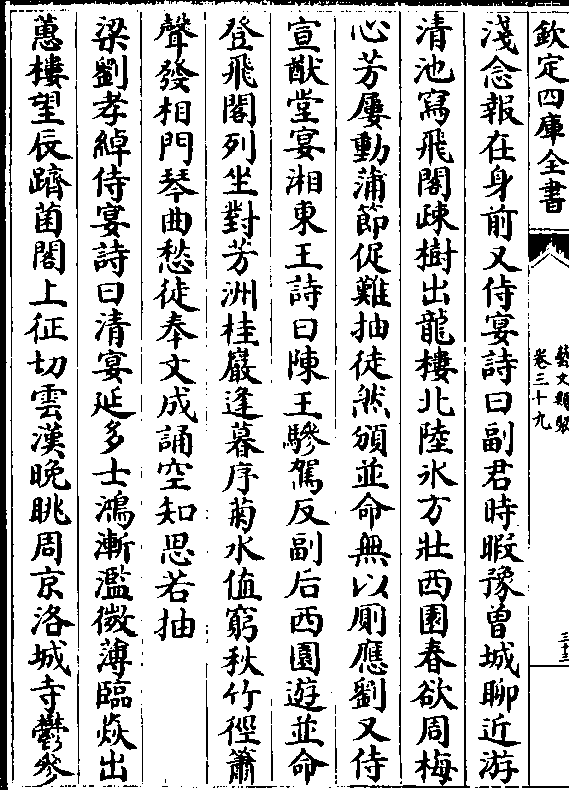 欽定四庫全書
藝文類聚
卷三十九
三十三
淺念報在身前又侍宴詩曰副君時暇豫曾城聊近游
清池寫飛閣疎樹出龍樓北陸氷方壯西園春欲周梅
心芳屢動蒲節促難抽徒然頒並命無以厠應劉又侍
宣猷堂宴湘東王詩曰陳王驂駕反副后西園遊並命
登飛閣列坐對芳洲桂巖逢暮序菊水值窮秋竹徑簫
聲發相門琴曲愁徒奉文成誦空知思若抽
梁劉孝綽侍宴詩曰清宴延多士鴻漸濫微薄臨焱出
蕙樓望辰躋菌閣上征切雲漢晚眺周京洛城寺鬱參